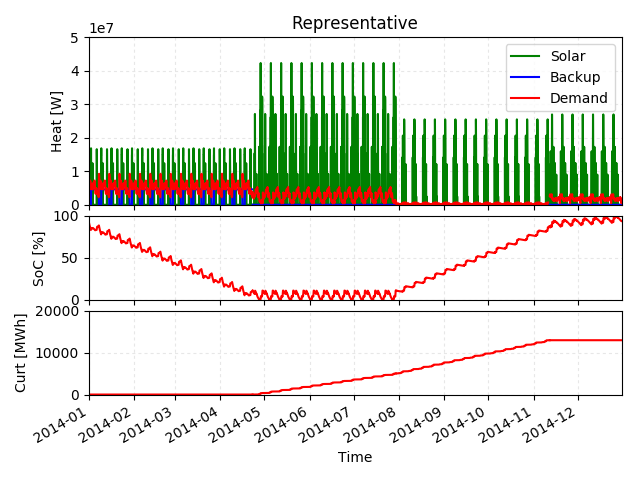 Representative
1e7
Heat [W]
5
4
3
2
1
0
Solar
Backup
Demand
SoC [%]
100
50
0
Curt [MWh]
20000
10000
0
2014-01
2014-02
2014-03
2014-04
2014-05
2014-06
2014-07
2014-08
2014-09
2014-10
2014-11
2014-12
Time